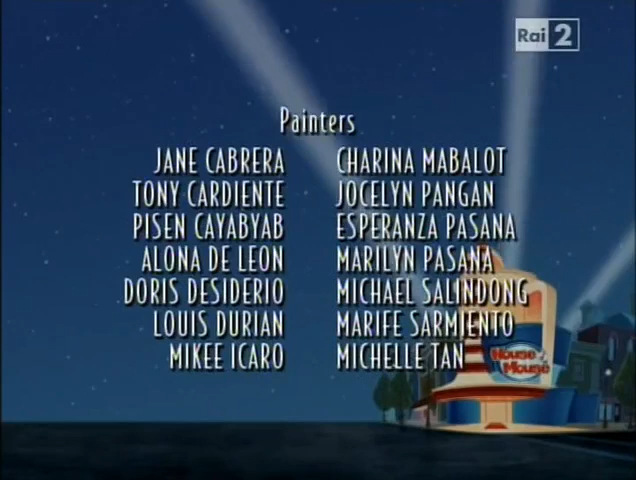 Rai 2
Painters
JANE CABRERA CHARINA MABALOT
TONY CARDIENTE JOCELYN PANGAN
PISEN CAYABYAB ESPERANZA PASANA
ALONA DE LEON MARILYN PASANA
DORIS DESIDERIO MICHAEL SALINDONG
LOUIS DURIAN MARIFE SARMIENTO
MIKEE ICARO MICHELLE TAN
House of
Mouse